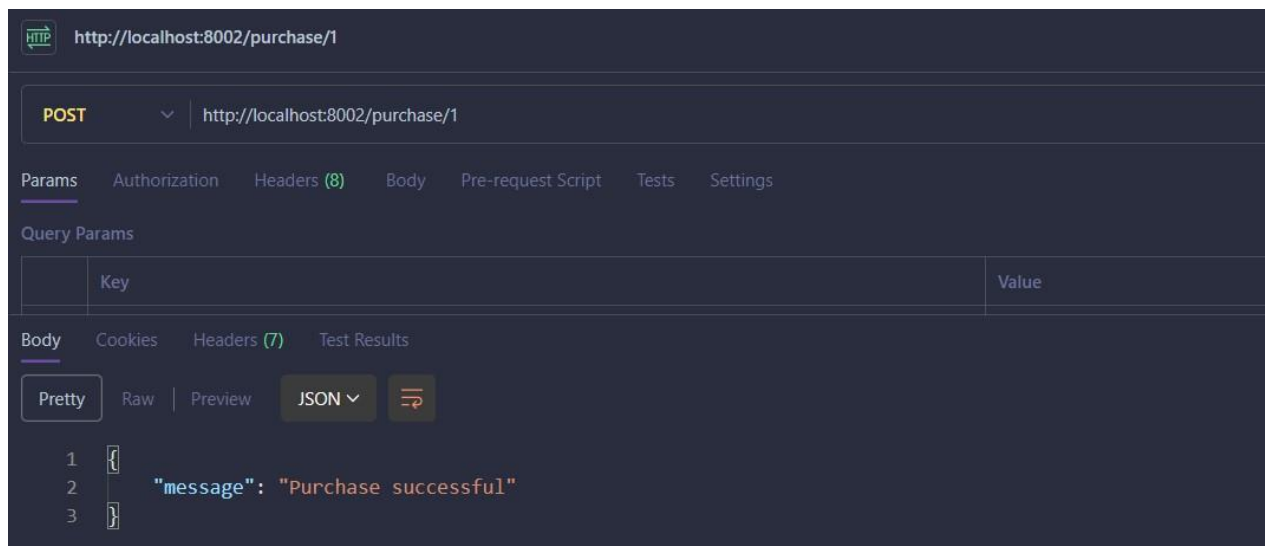 HTTP http://localhost:8002/purchase/1
POST http://localhost:8002/purchase/1
Params Authorization Headers (8) Body Pre-request Script Tests Settings
Query Params
Key Value
Body Cookies Headers (7) Test Results
Pretty Raw Preview JSON
1 {
2 "message": "Purchase successful"
3 }